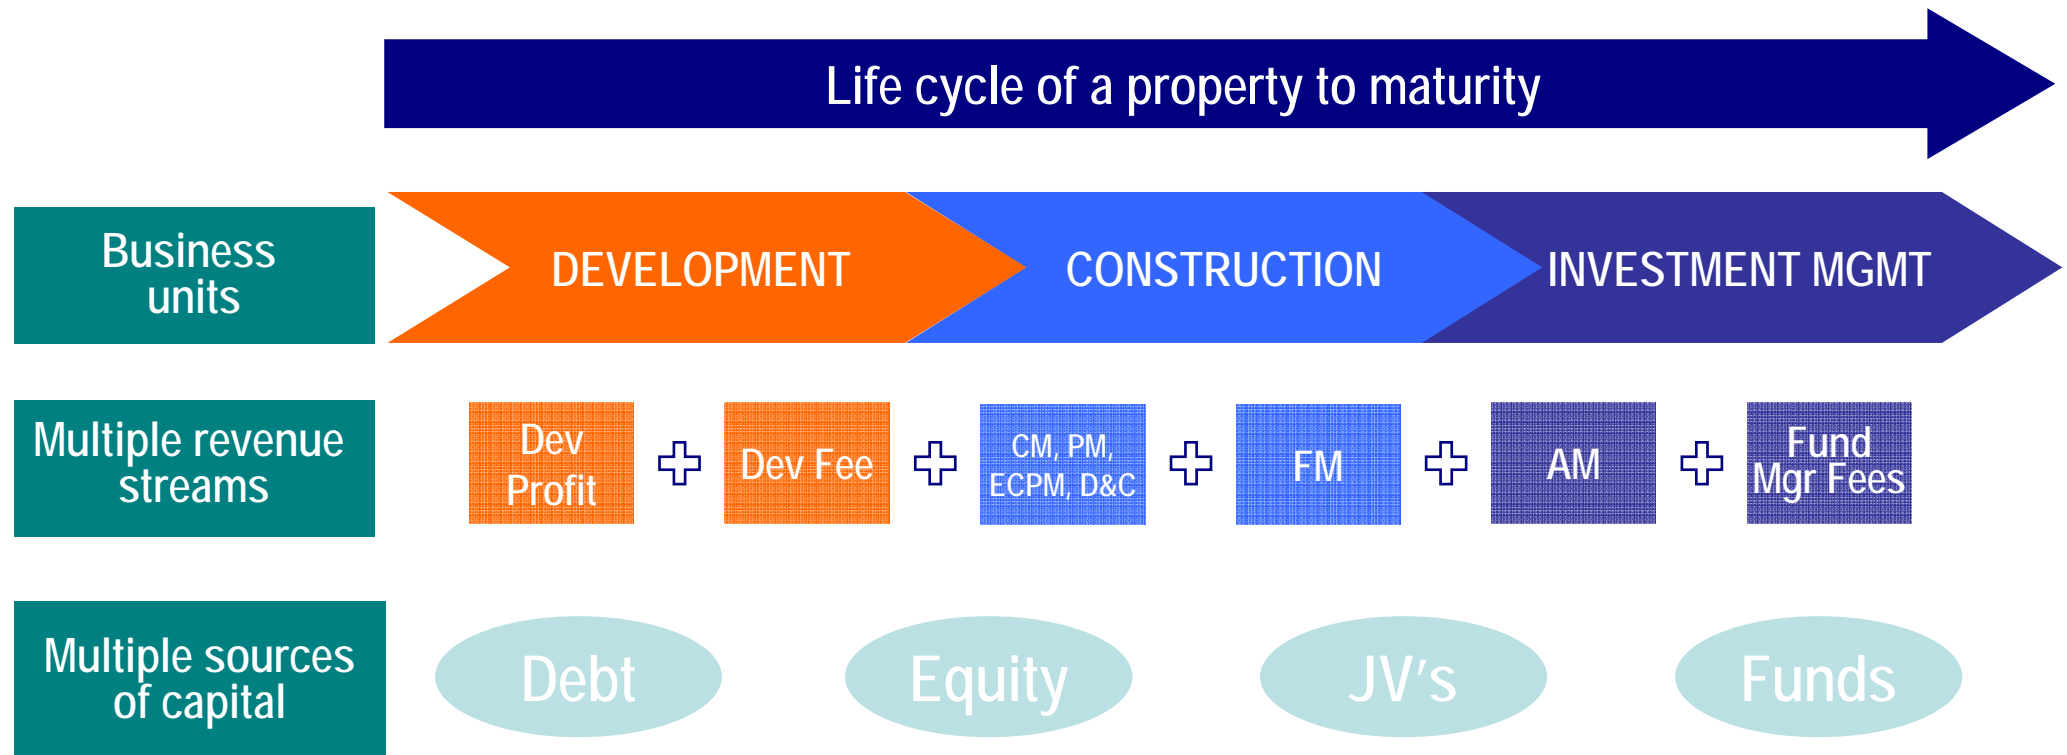 Life cycle of a property to maturity
Business
units
DEVELOPMENT
CONSTRUCTION
INVESTMENT MGMT
Multiple revenue
streams
Dev
Profit
Dev Fee
CM, PM,
ECPM, D&C
FM
AM
Fund
Mgr Fees
Multiple sources
of capital
Debt
Equity
JV's
Funds